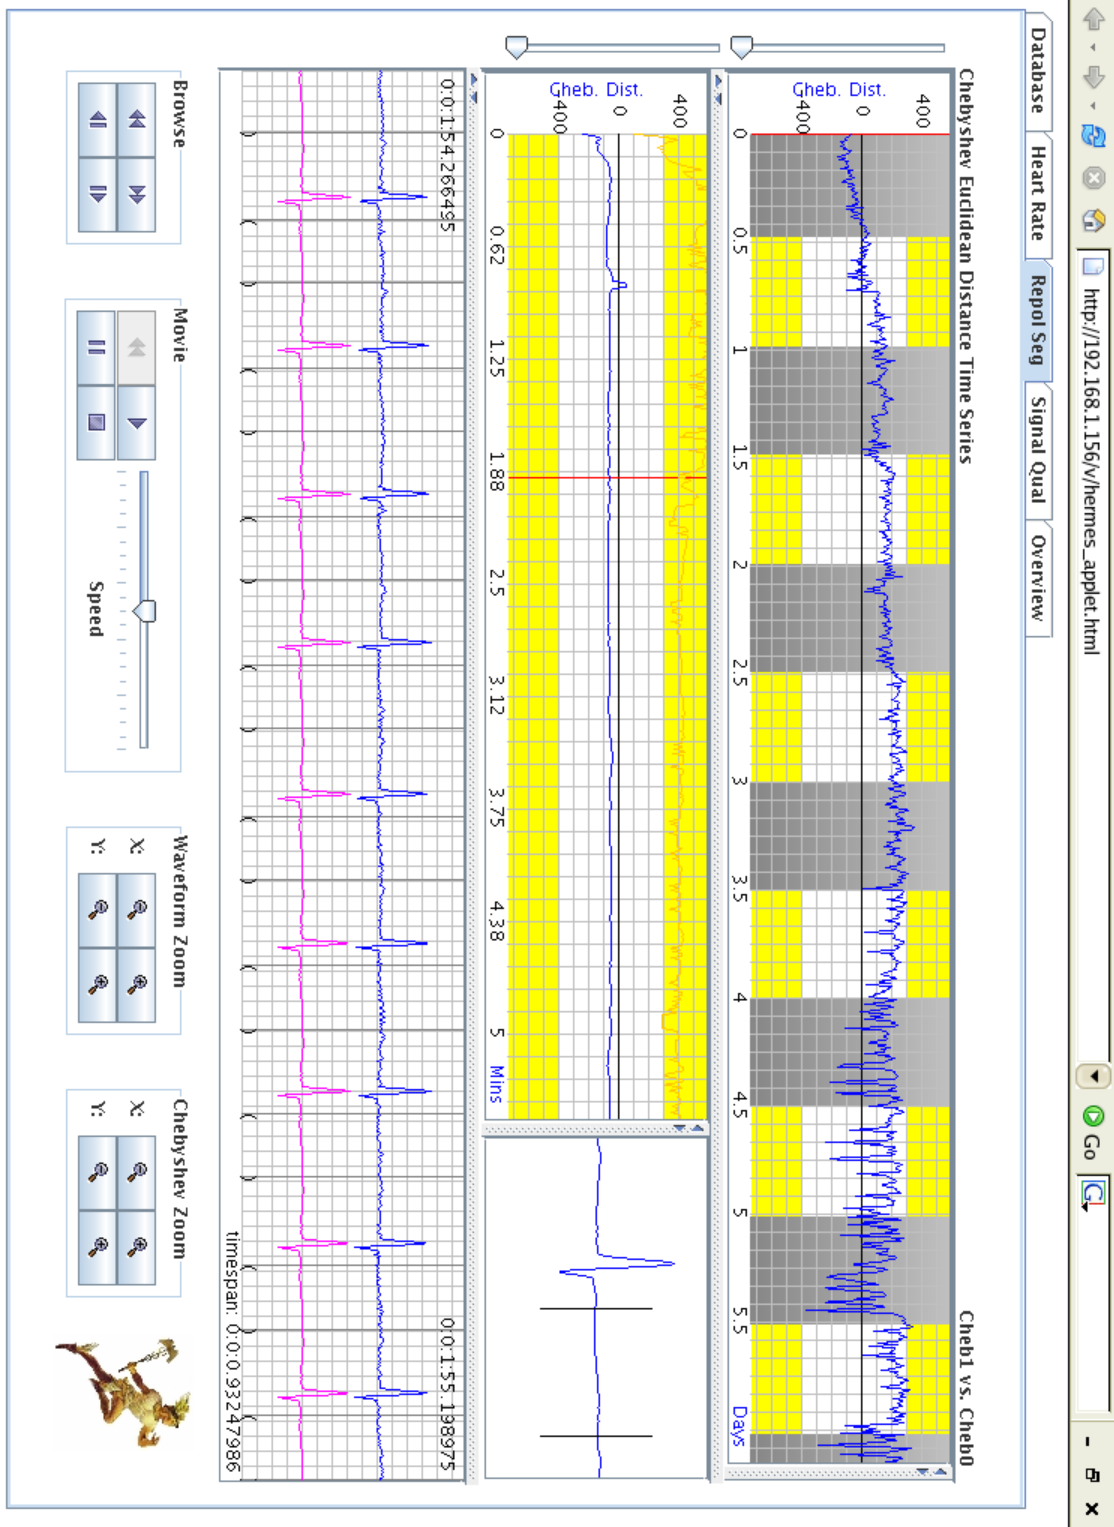 http://192.168.1.156/v/hermes_applet.html
Go
Database
Heart Rate
Repol Seg
Signal Qual
Overview
Chebyshev Euclidean Distance Time Series
Cheb1 vs. Cheb0
400
0
400
Gheb. Dist.
0 0.5 1 1.5 2 2.5 3 3.5 4 4.5 5 5.5 Days
400
0
400
Gheb. Dist.
0 0.62 1.25 1.88 2.5 3.12 3.75 4.38 5 Mins
0:0:1:54.266495
0:0:1:55.198975
timespan: 0:0:0.93247986
Browse
Movie
Speed
Waveform Zoom
X:
Y:
Chebyshev Zoom
X:
Y: